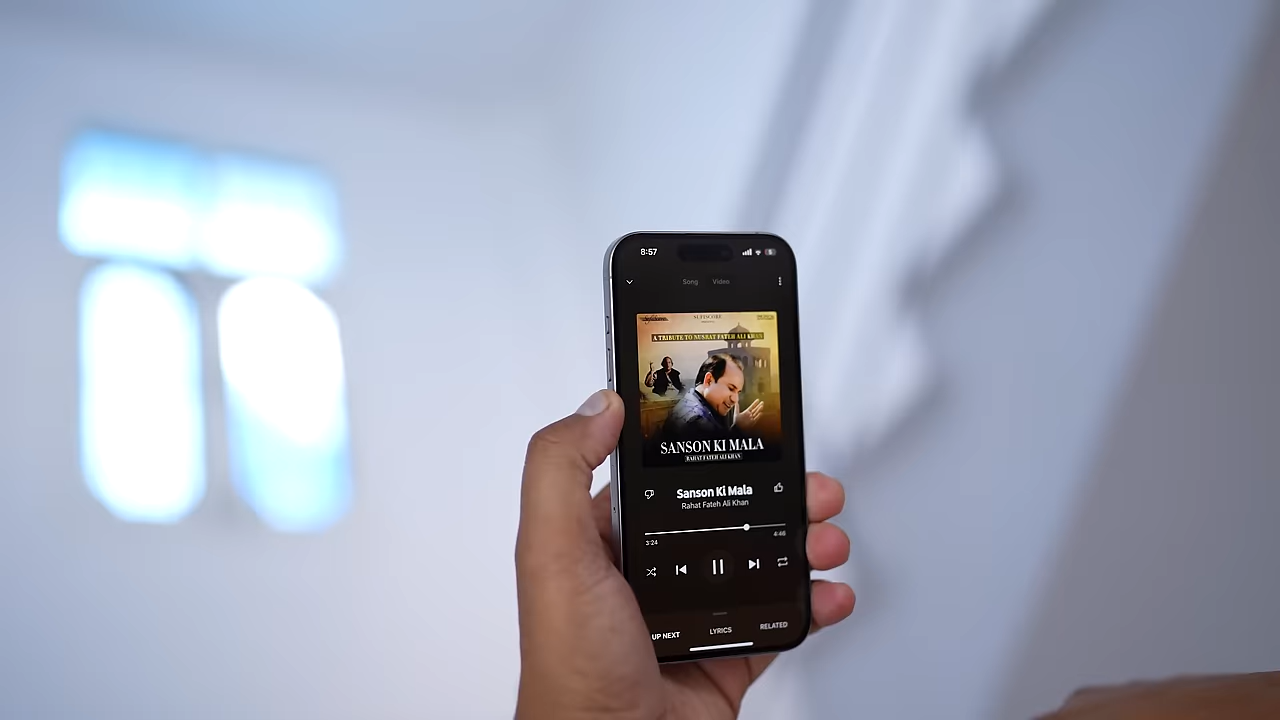 8:57
Song Video
SUFISCORE
A TRIBUTE TO NUSRAT FATEH ALI KHAN
SANSON KI MALA
RAHAT FATEH ALI KHAN
Sanson Ki Mala
Rahat Fateh Ali Khan
3:24 4:46
UP NEXT LYRICS RELATED